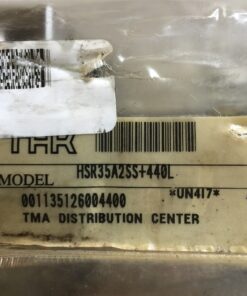 THK
MODEL HSR35A2SS+440L
001135126004400 *UN417*
TMA DISTRIBUTION CENTER